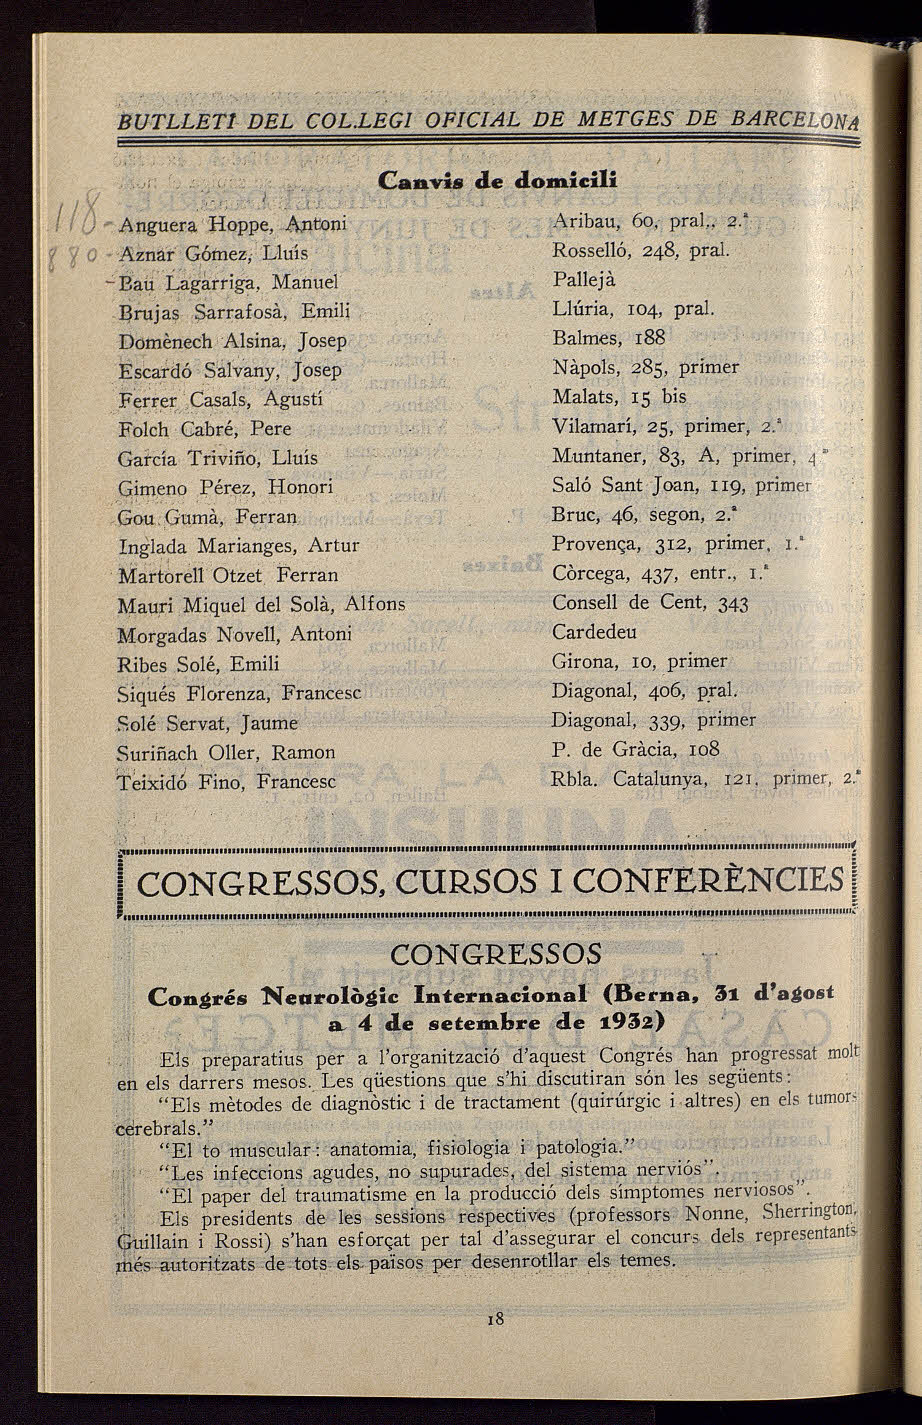 BUTLLETÍ DEL COL.LEGI OFICIAL DE METGES DE BARCELONA
Canvis de domicili
118- Anguera Hoppe, Antoni Aribau, 60, pral., 2.ª
880- Aznar Gómez, Lluís Rosselló, 248, pral.
-Bau Lagarriga, Manuel Pallejà
Brujas Sarrafosà, Emili Llúria, 104, pral.
Domènech Alsina, Josep Balmes, 188
Escardó Salvany, Josep Nàpols, 285, primer
Ferrer Casals, Agustí Malats, 15 bis
Folch Cabré, Pere Vilamarí, 25, primer, 2.ª
García Triviño, Lluís Muntaner, 83, A, primer, 4ª
Gimeno Pérez, Honori Saló Sant Joan, 119, primer
Gou Gumà, Ferran Bruc, 46, segon, 2.ª
Inglada Marianges, Artur Provença, 312, primer, 1.ª
Martorell Otzet Ferran Còrcega, 437, entr., 1.ª
Mauri Miquel del Solà, Alfons Consell de Cent, 343
Morgadas Novell, Antoni Cardedeu
Ribes Solé, Emili Girona, 10, primer
Siqués Florenza, Francesc Diagonal, 406, pral.
Solé Servat, Jaume Diagonal, 339, primer
Suriñach Oller, Ramon P. de Gràcia, 108
Teixidó Fino, Francesc Rbla. Catalunya, 121, primer, 2.ª
CONGRESSOS, CURSOS I CONFERÈNCIES
CONGRESSOS
Congrés Neurològic Internacional (Berna, 31 d'agost
a 4 de setembre de 1932)
Els preparatius per a l'organització d'aquest Congrés han progressat molt
en els darrers mesos. Les qüestions que s'hi discutiran són les següents:
"Els mètodes de diagnòstic i de tractament (quirúrgic i altres) en els tumors
cerebrals."
"El to muscular: anatomia, fisiologia i patologia."
"Les infeccions agudes, no supurades, del sistema nerviós".
"El paper del traumatisme en la producció dels símptomes nerviosos".
Els presidents de les sessions respectives (professors Nonne, Sherrington,
Guillain i Rossi) s'han esforçat per tal d'assegurar el concurs dels representants
més autoritzats de tots els països per desenrotllar els temes.
18